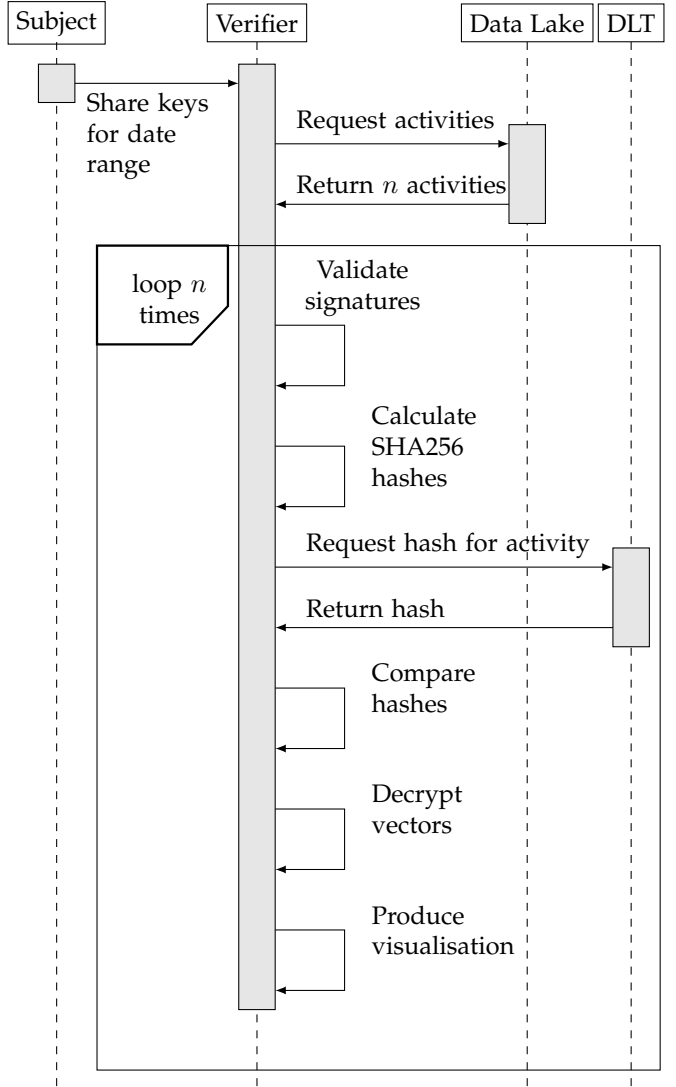 Subject
Verifier
Data Lake
DLT
Share keys
for date
range
Request activities
Return n activities
loop n
times
Validate
signatures
Calculate
SHA256
hashes
Request hash for activity
Return hash
Compare
hashes
Decrypt
vectors
Produce
visualisation